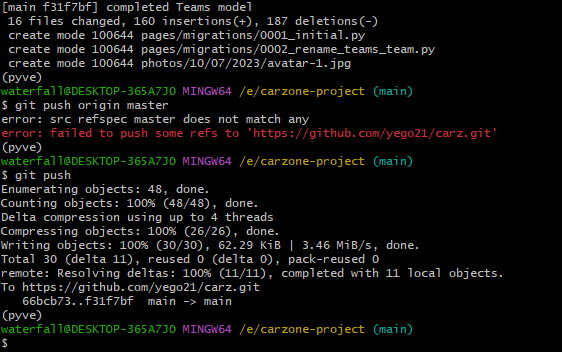 [main f31f7bf] completed Teams model
 16 files changed, 160 insertions(+), 187 deletions(-)
 create mode 100644 pages/migrations/0001_initial.py
 create mode 100644 pages/migrations/0002_rename_teams_team.py
 create mode 100644 photos/10/07/2023/avatar-1.jpg
(pyve)
waterfall@DESKTOP-365A7J0 MINGW64 /e/carzone-project (main)
$ git push origin master
error: src refspec master does not match any
error: failed to push some refs to 'https://github.com/yego21/carz.git'
(pyve)
waterfall@DESKTOP-365A7J0 MINGW64 /e/carzone-project (main)
$ git push
Enumerating objects: 48, done.
Counting objects: 100% (48/48), done.
Delta compression using up to 4 threads
Compressing objects: 100% (26/26), done.
Writing objects: 100% (30/30), 62.29 KiB | 3.46 MiB/s, done.
Total 30 (delta 11), reused 0 (delta 0), pack-reused 0
remote: Resolving deltas: 100% (11/11), completed with 11 local objects.
To https://github.com/yego21/carz.git
   66bcb73..f31f7bf  main -> main
(pyve)
waterfall@DESKTOP-365A7J0 MINGW64 /e/carzone-project (main)
$